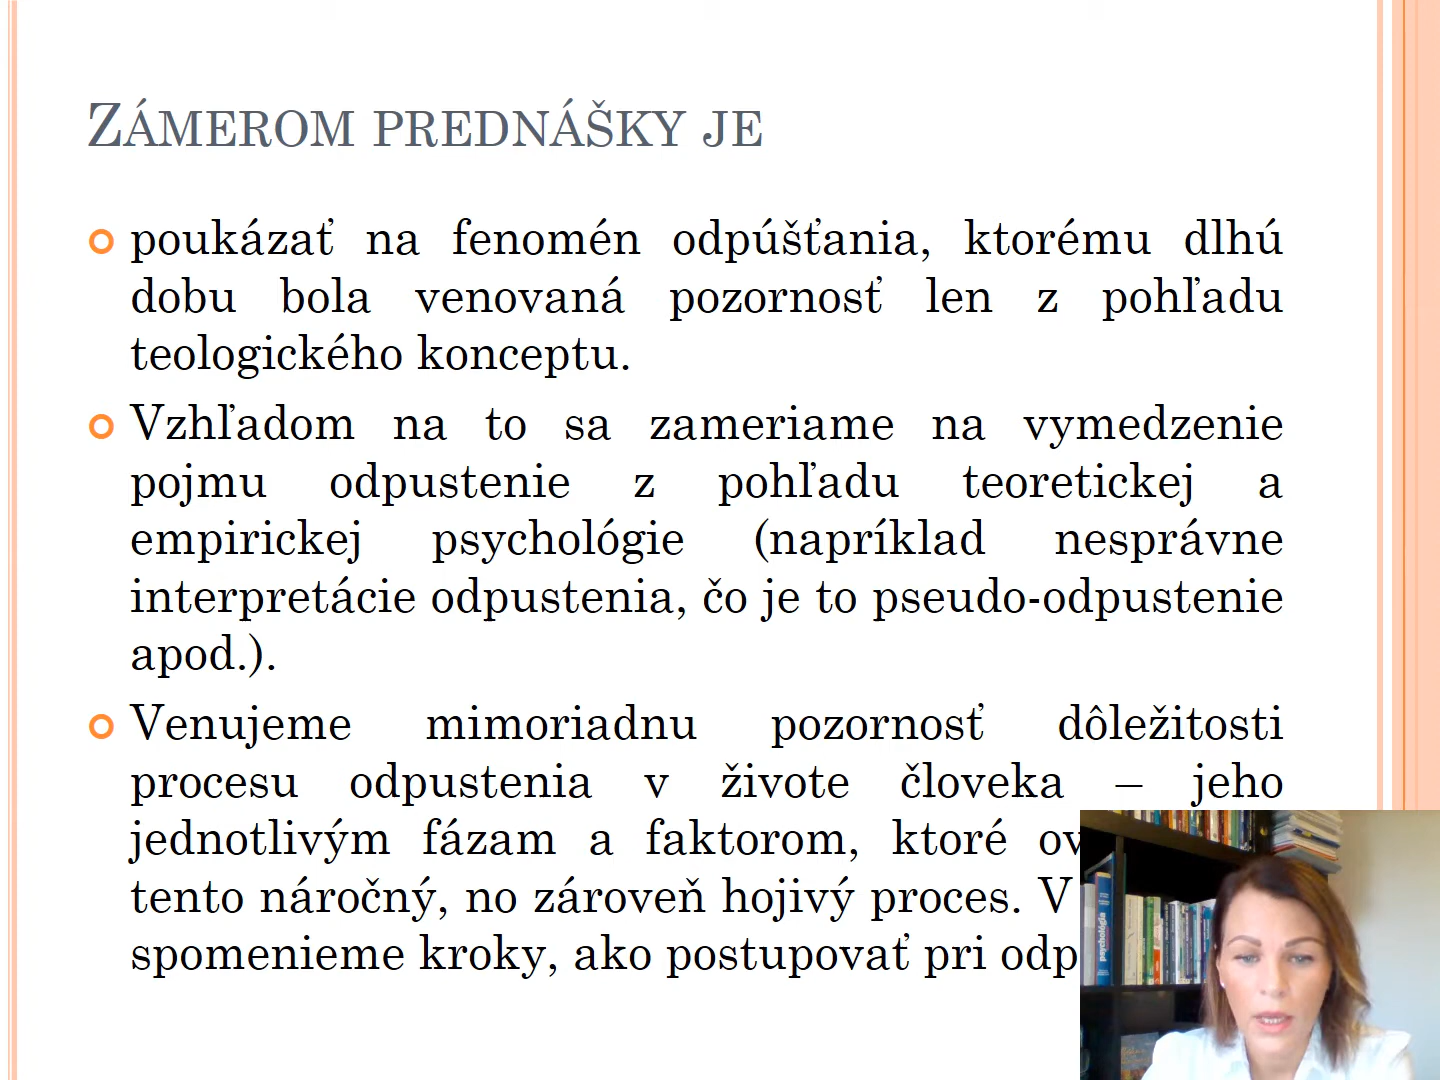 ZÁMEROM PREDNÁŠKY JE
poukázať na fenomén odpúšťania, ktorému dlhú
dobu bola venovaná pozornosť len z pohľadu
teologického konceptu.
Vzhľadom na to sa zameriame na vymedzenie
pojmu odpustenie z pohľadu teoretickej a
empirickej psychológie (napríklad nesprávne
interpretácie odpustenia, čo je to pseudo-odpustenie
apod.).
Venujeme mimoriadnu pozornosť dôležitosti
procesu odpustenia v živote človeka – jeho
jednotlivým fázam a faktorom, ktoré
tento náročný, no zároveň hojivý proces. V
spomenieme kroky, ako postupovať pri
psychológia